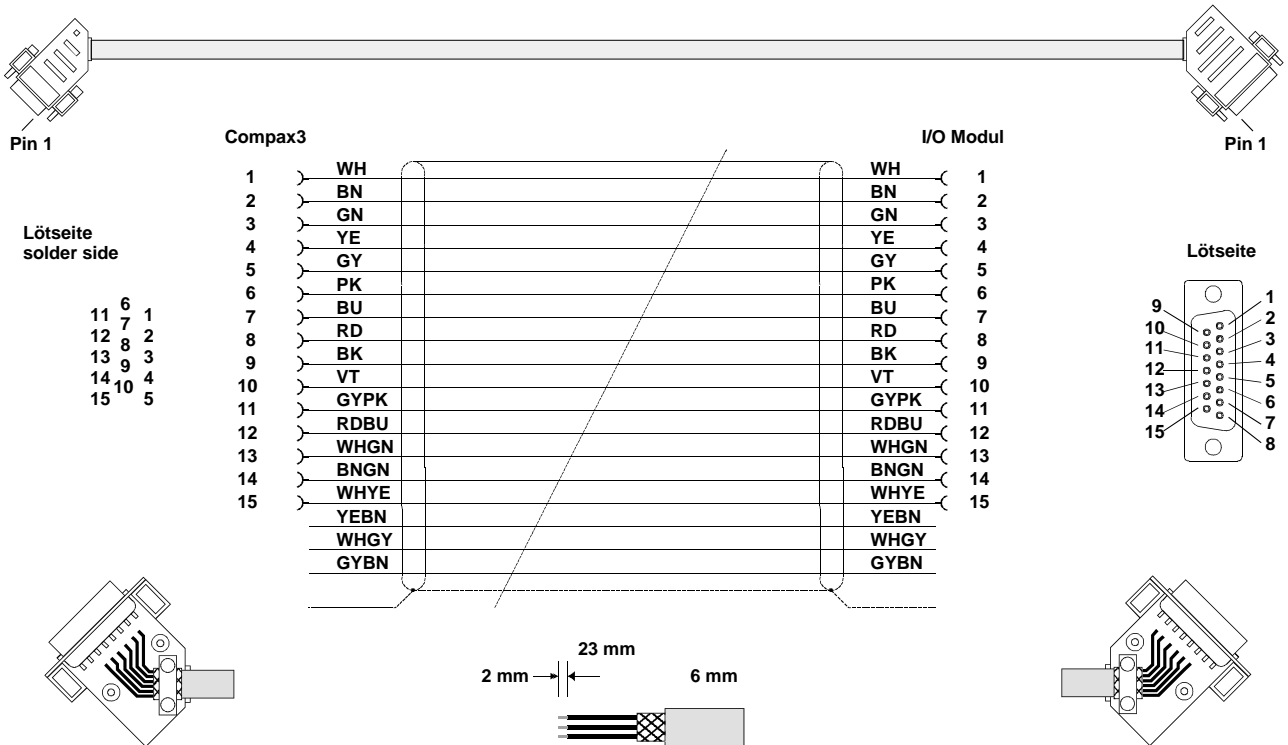 Pin 1
Pin 1
Compax3
I/O Modul
1 WH WH 1
2 BN BN 2
3 GN GN 3
4 YE YE 4
5 GY GY 5
6 PK PK 6
7 BU BU 7
8 RD RD 8
9 BK BK 9
10 VT VT 10
11 GYPK GYPK 11
12 RDBU RDBU 12
13 WHGN WHGN 13
14 BNGN BNGN 14
15 WHYE WHYE 15
YEBN YEBN
WHGY WHGY
GYBN GYBN
Lötseite
solder side
6
11 1
7
12 2
8
13 3
9
14 4
10
15 5
Lötseite
1
9 2
10 3
11 4
12 5
13 6
14 7
15 8
23 mm
2 mm 6 mm